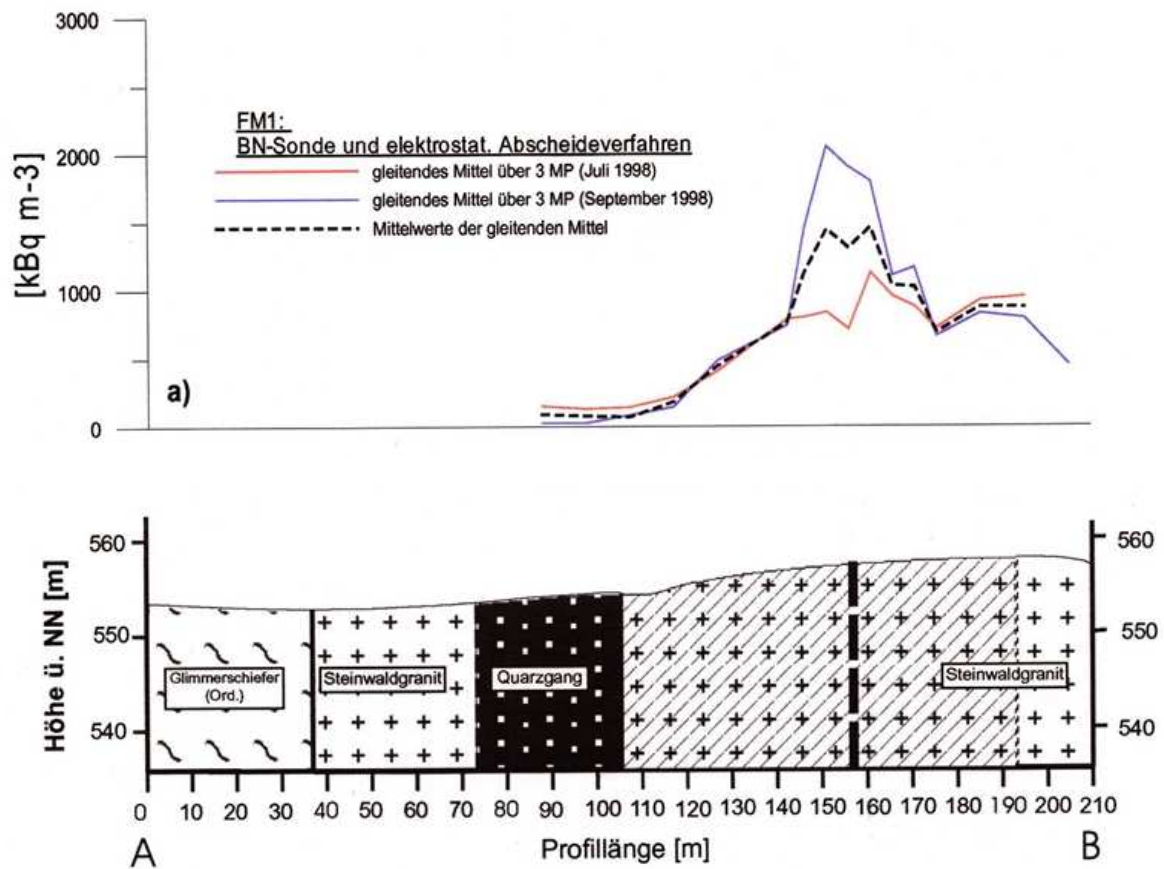 3000
2000
1000
0
[kBq m-3]
FM1:
BN-Sonde und elektrostat. Abscheideverfahren
gleitendes Mittel über 3 MP (Juli 1998)
gleitendes Mittel über 3 MP (September 1998)
Mittelwerte der gleitenden Mittel
a)
Höhe ü. NN [m]
560
550
540
560
550
540
Glimmerschiefer
(Ord.)
Steinwaldgranit
Quarzgang
Steinwaldgranit
0 10 20 30 40 50 60 70 80 90 100 110 120 130 140 150 160 170 180 190 200 210
A
Profillänge [m]
B